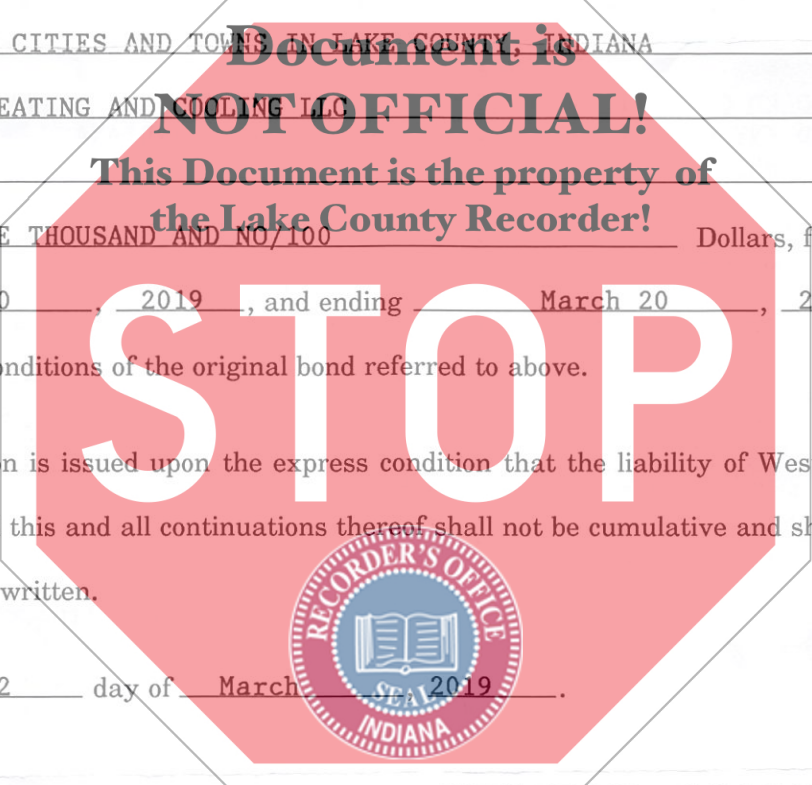 CITIES AND TOWNS IN LAKE COUNTY, INDIANA
Document is
EATING AND COOLING LLC
NOT OFFICIAL!
This Document is the property of
the Lake County Recorder!
E THOUSAND AND NO/100 Dollars, f
0, 2019, and ending March 20, 2
STOP
onditions of the original bond referred to above.
n is issued upon the express condition that the liability of Wes
this and all continuations thereof shall not be cumulative and sh
written.
RECORDER'S OFFICE
SEAL
INDIANA
2 day of March, 2019.